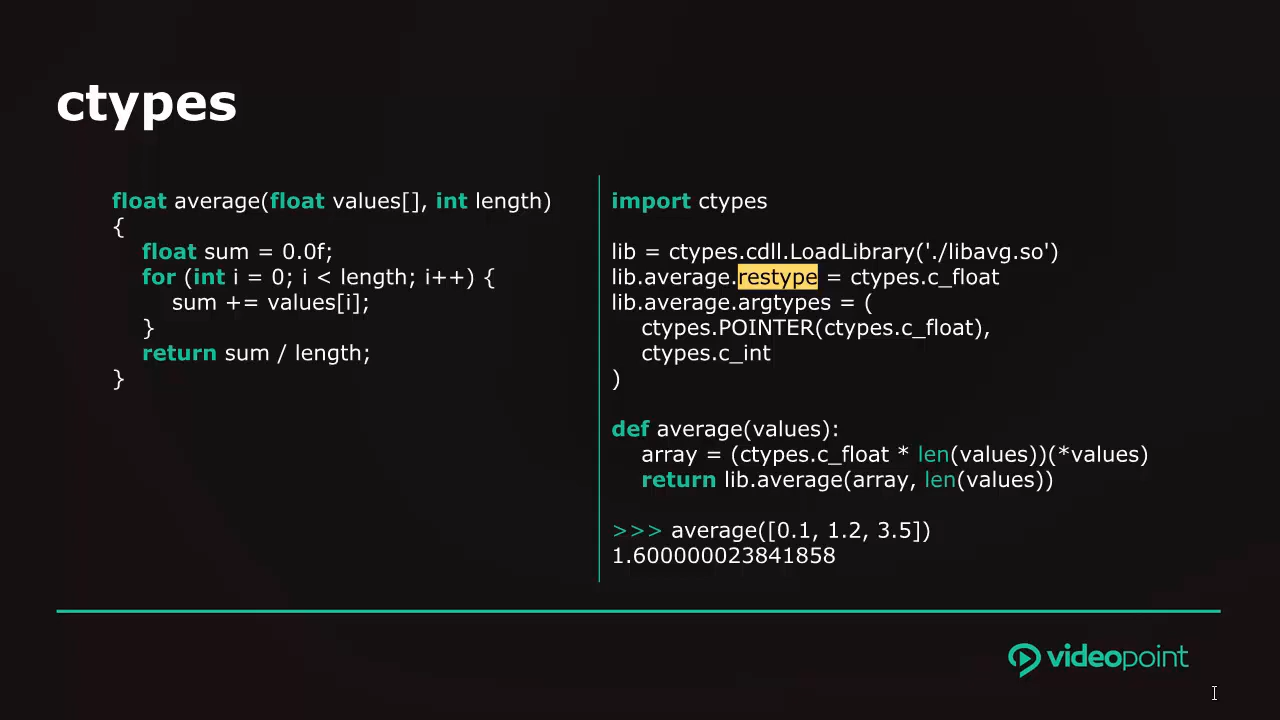 ctypes
float average(float values[], int length)
{
float sum = 0.0f;
for (int i = 0; i < length; i++) {
sum += values[i];
}
return sum / length;
}
import ctypes
lib = ctypes.cdll.LoadLibrary('./libavg.so')
lib.average.restype = ctypes.c_float
lib.average.argtypes = (
ctypes.POINTER(ctypes.c_float),
ctypes.c_int
)
def average(values):
array = (ctypes.c_float * len(values))(*values)
return lib.average(array, len(values))
>>> average([0.1, 1.2, 3.5])
1.600000023841858
videopoint